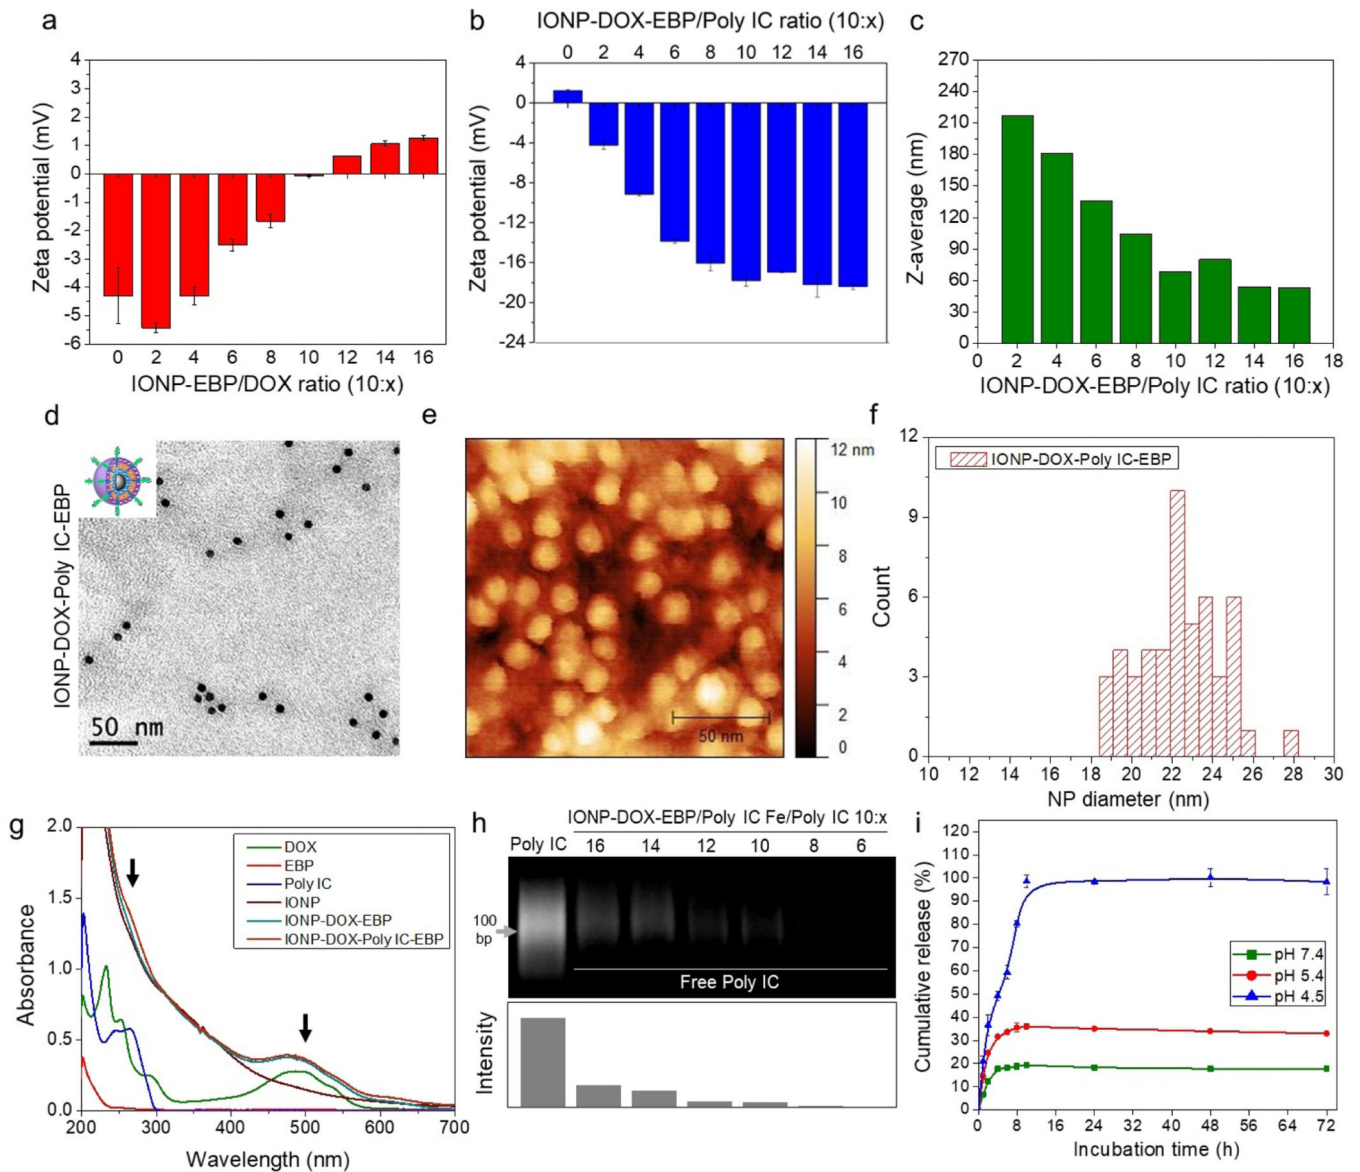 a
Zeta potential (mV)
4
3
2
1
0
-1
-2
-3
-4
-5
-6
0 2 4 6 8 10 12 14 16
IONP-EBP/DOX ratio (10:x)
b
IONP-DOX-EBP/Poly IC ratio (10:x)
0 2 4 6 8 10 12 14 16
Zeta potential (mV)
4
0
-4
-8
-12
-16
-20
-24
c
Z-average (nm)
270
240
210
180
150
120
90
60
30
0
0 2 4 6 8 10 12 14 16 18
IONP-DOX-EBP/Poly IC ratio (10:x)
d
IONP-DOX-Poly IC-EBP
50 nm
e
12 nm
10
8
6
4
2
0
50 nm
f
IONP-DOX-Poly IC-EBP
Count
12
9
6
3
0
10 12 14 16 18 20 22 24 26 28 30
NP diameter (nm)
g
Absorbance
2.0
1.5
1.0
0.5
0.0
DOX
EBP
Poly IC
IONP
IONP-DOX-EBP
IONP-DOX-Poly IC-EBP
200 300 400 500 600 700
Wavelength (nm)
h
IONP-DOX-EBP/Poly IC Fe/Poly IC 10:x
Poly IC 16 14 12 10 8 6
100
bp
Free Poly IC
Intensity
i
Cumulative release (%)
120
110
100
90
80
70
60
50
40
30
20
10
0
pH 7.4
pH 5.4
pH 4.5
0 8 16 24 32 40 48 56 64 72
Incubation time (h)